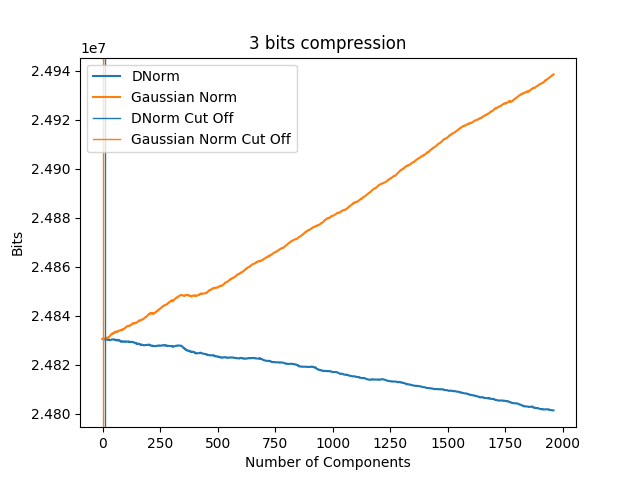 3 bits compression
1e7
DNorm
Gaussian Norm
DNorm Cut Off
Gaussian Norm Cut Off
2.494
2.492
2.490
2.488
2.486
2.484
2.482
2.480
Bits
0 250 500 750 1000 1250 1500 1750 2000
Number of Components